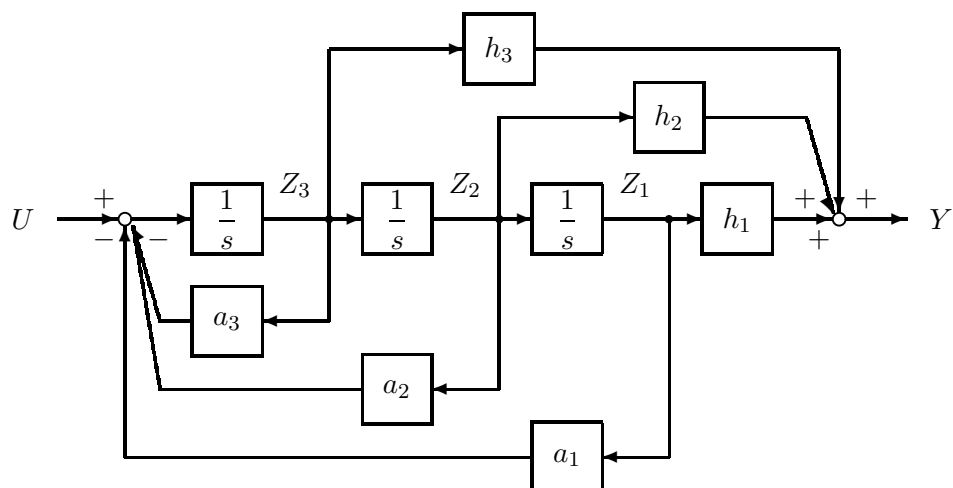 h₃
h₂
U + − − 1/s Z₃ 1/s Z₂ 1/s Z₁ h₁ + + + Y
a₃
a₂
a₁